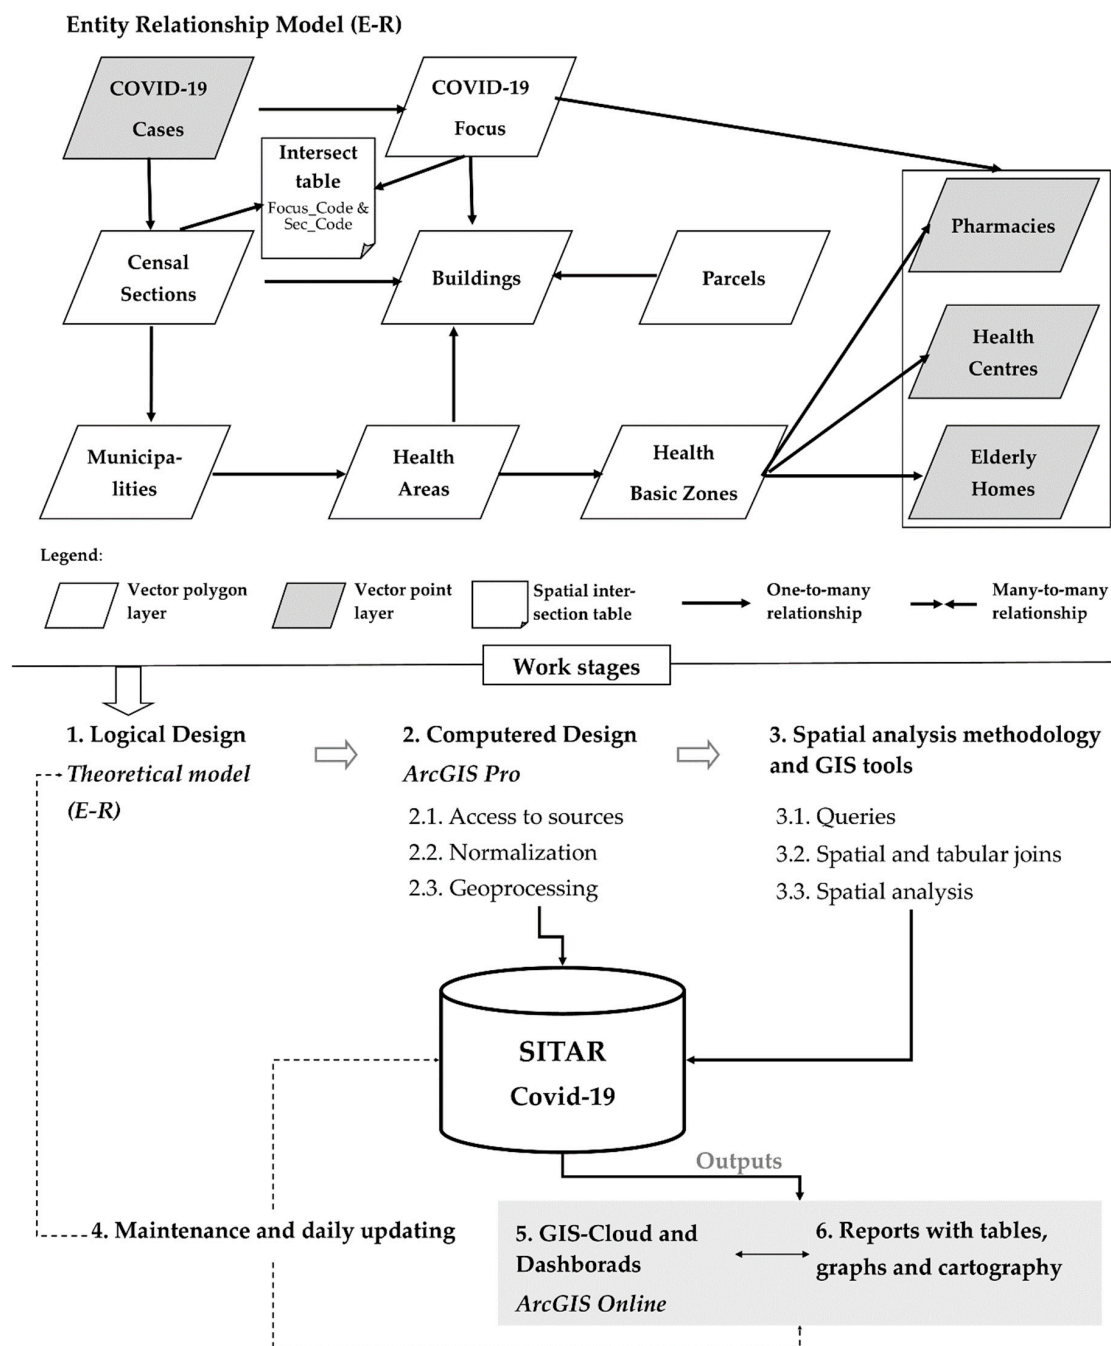 Entity Relationship Model (E-R)
COVID-19
Cases
COVID-19
Focus
Intersect
table
Focus_Code &
Sec_Code
Pharmacies
Censal
Sections
Buildings
Parcels
Health
Centres
Municipa-
lities
Health
Areas
Health
Basic Zones
Elderly
Homes
Legend:
Vector polygon
layer
Vector point
layer
Spatial inter-
section table
One-to-many
relationship
Many-to-many
relationship
Work stages
1. Logical Design
Theoretical model
(E-R)
2. Computered Design
ArcGIS Pro
2.1. Access to sources
2.2. Normalization
2.3. Geoprocessing
3. Spatial analysis methodology
and GIS tools
3.1. Queries
3.2. Spatial and tabular joins
3.3. Spatial analysis
SITAR
Covid-19
Outputs
4. Maintenance and daily updating
5. GIS-Cloud and
Dashborads
ArcGIS Online
6. Reports with tables,
graphs and cartography